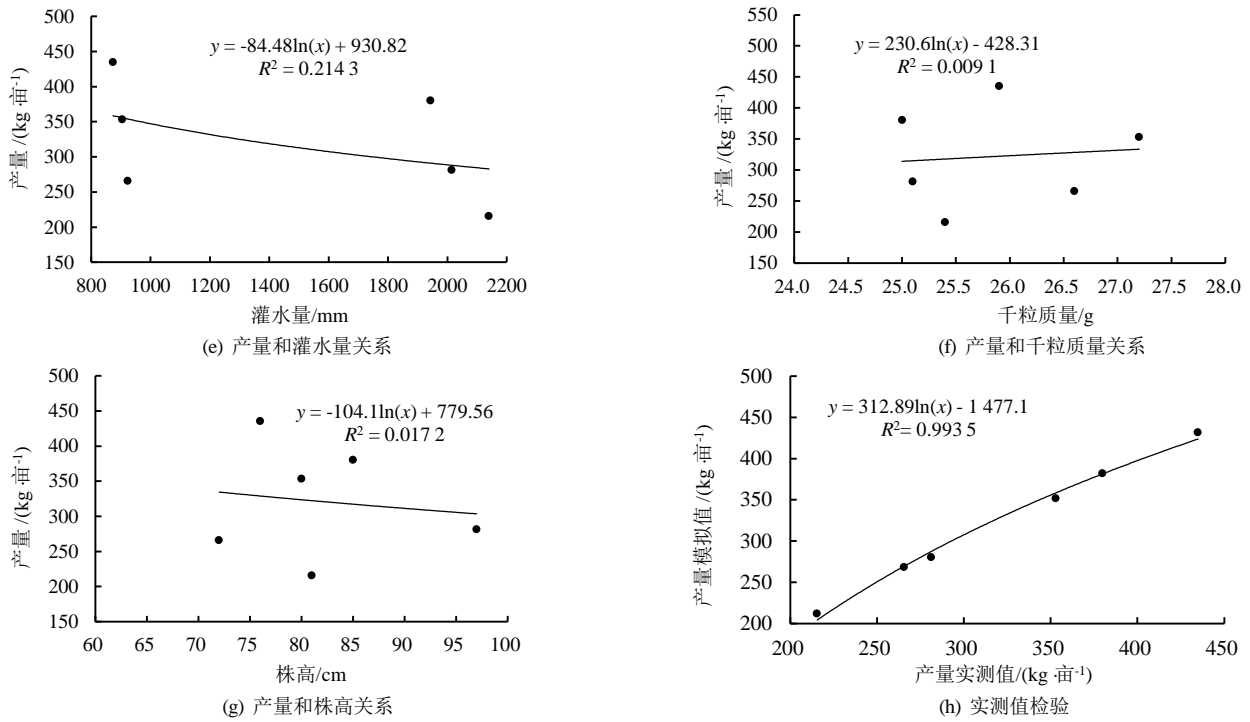 500
450
400
350
300
250
200
150
产量 /(kg·亩-1)
y = -84.48ln(x) + 930.82
R2 = 0.214 3
800 1000 1200 1400 1600 1800 2000 2200
灌水量/mm
(e) 产量和灌水量关系
500
450
400
350
300
250
200
150
产量 /(kg·亩-1)
y = 230.6ln(x) - 428.31
R2 = 0.009 1
24.0 24.5 25.0 25.5 26.0 26.5 27.0 27.5 28.0
千粒质量/g
(f) 产量和千粒质量关系
500
450
400
350
300
250
200
150
产量 /(kg·亩-1)
y = -104.1ln(x) + 779.56
R2 = 0.017 2
60 65 70 75 80 85 90 95 100
株高/cm
(g) 产量和株高关系
500
450
400
350
300
250
200
产量模拟值/(kg·亩-1)
y = 312.89ln(x) - 1 477.1
R2= 0.993 5
200 250 300 350 400 450
产量实测值/(kg·亩-1)
(h) 实测值检验